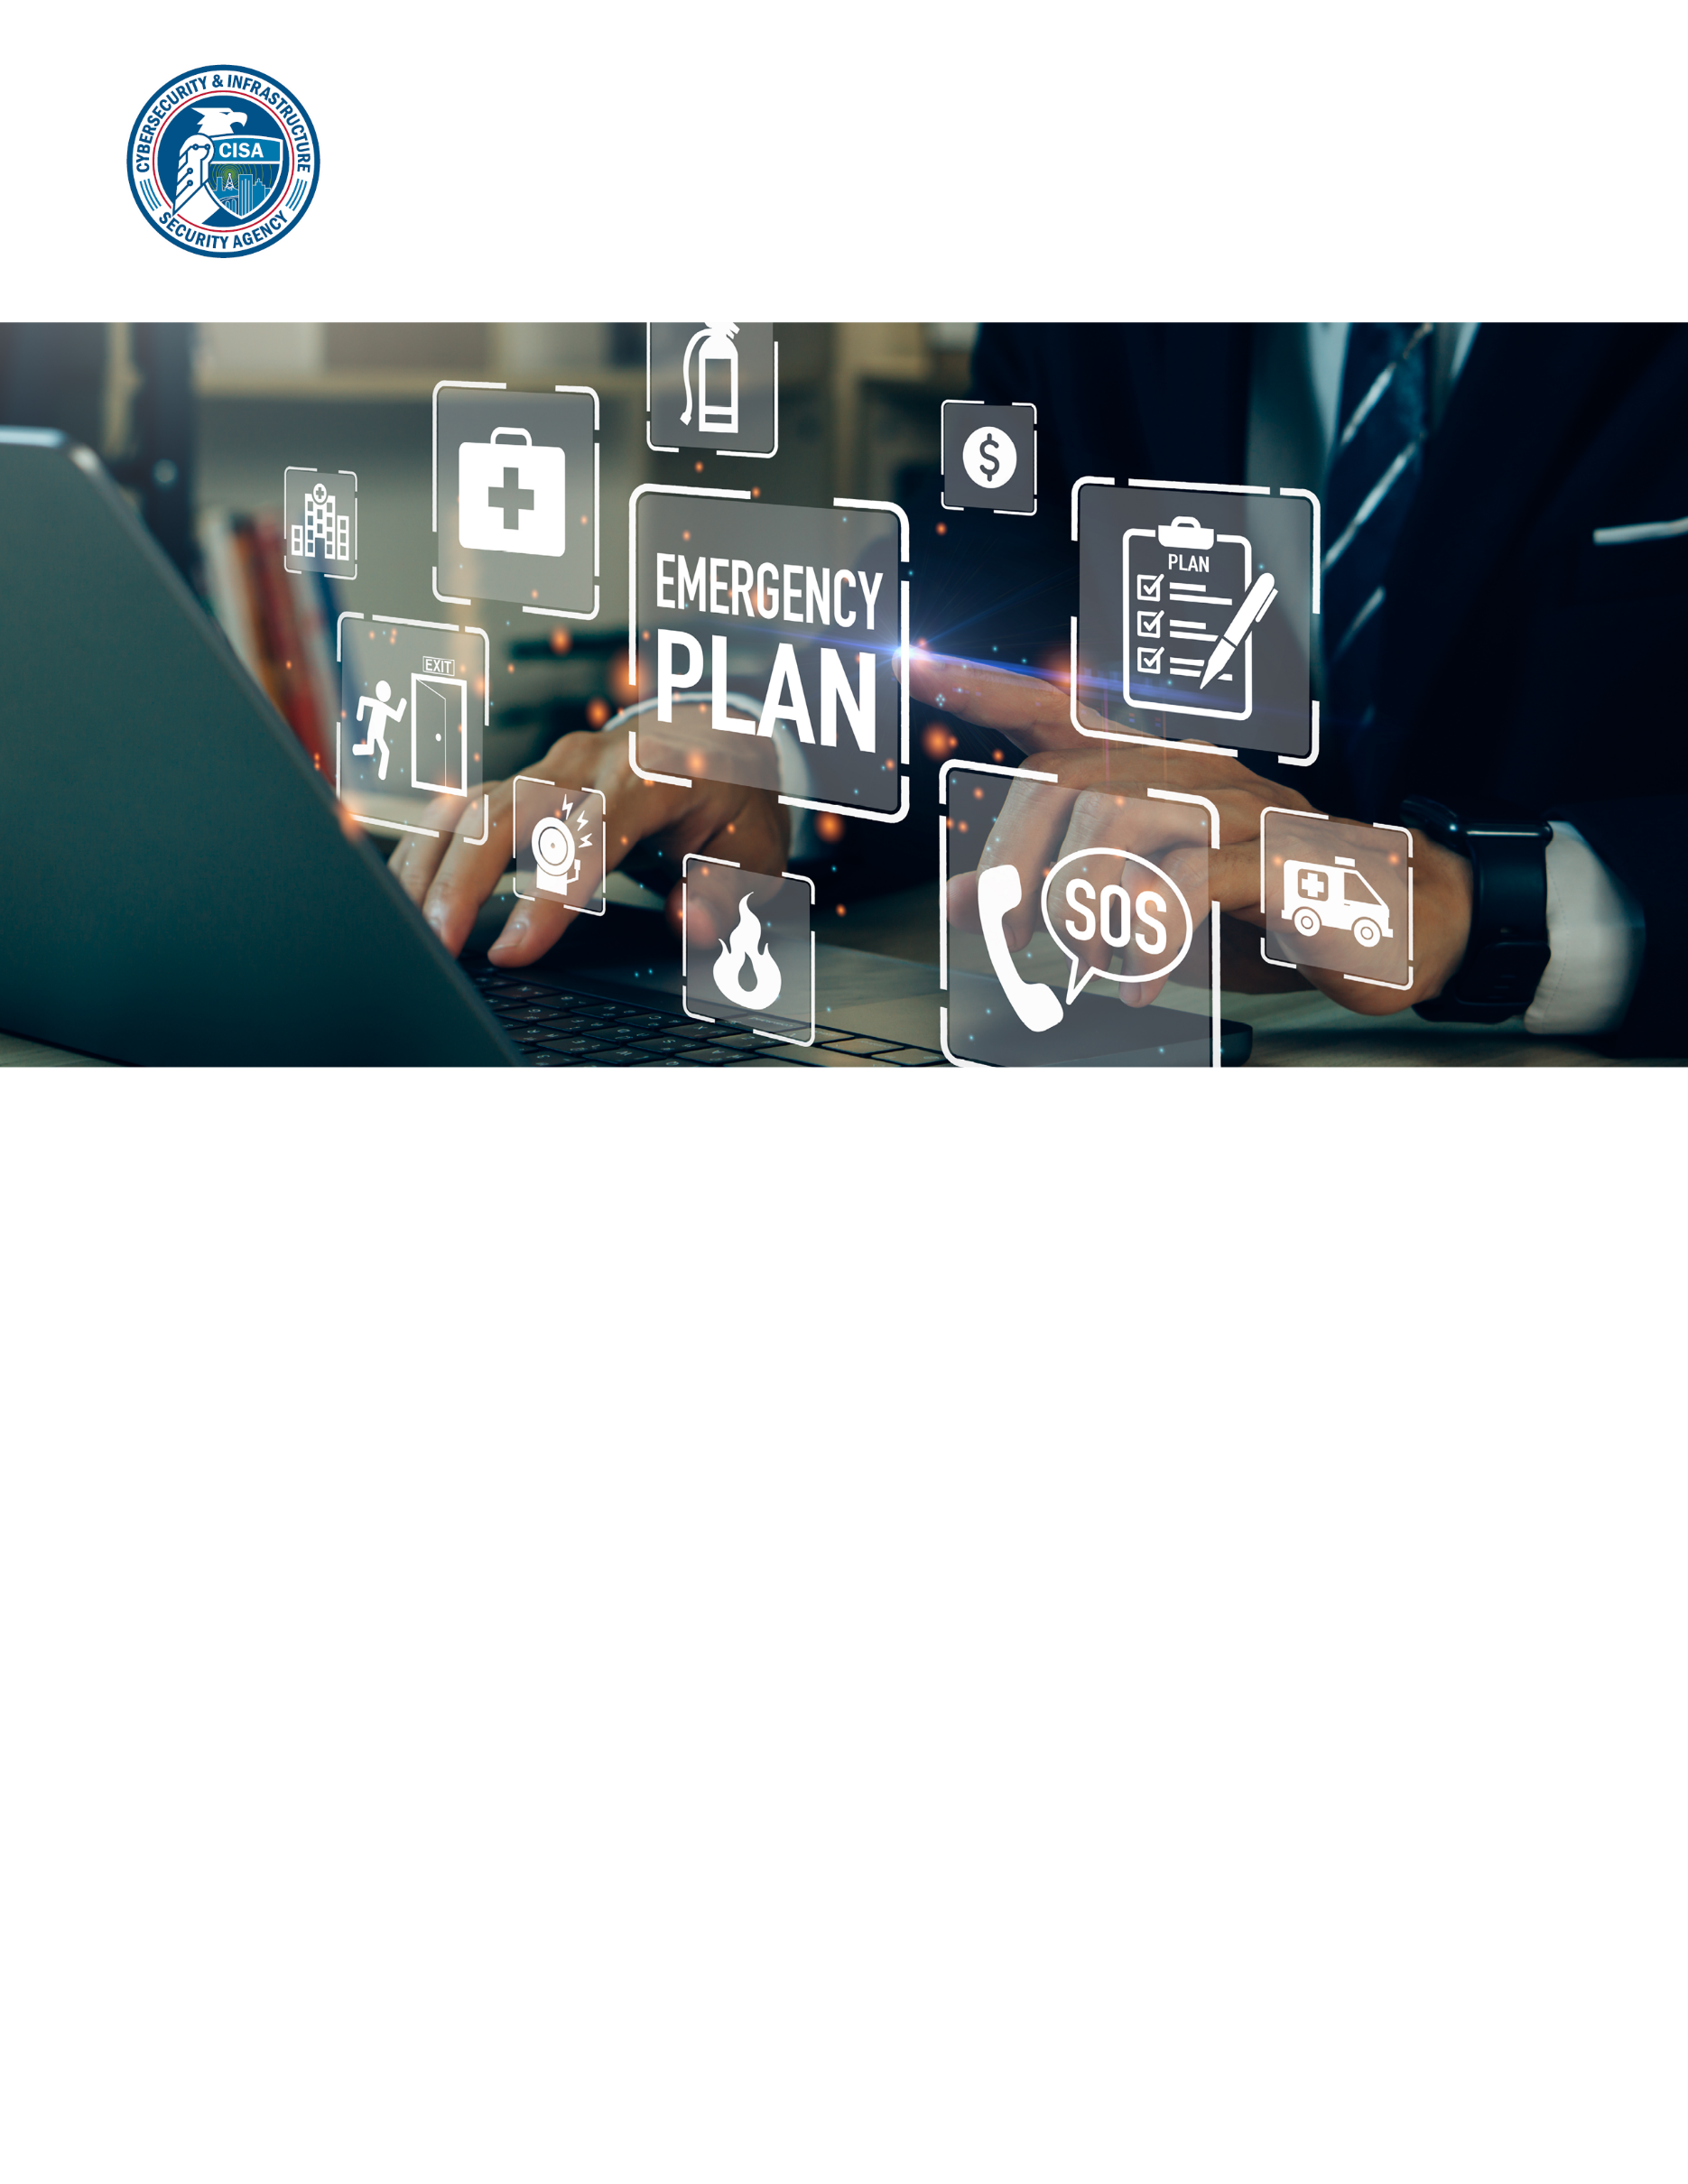 CYBERSECURITY & INFRASTRUCTURE
CISA
SECURITY AGENCY
EMERGENCY
PLAN
PLAN
EXIT
SOS